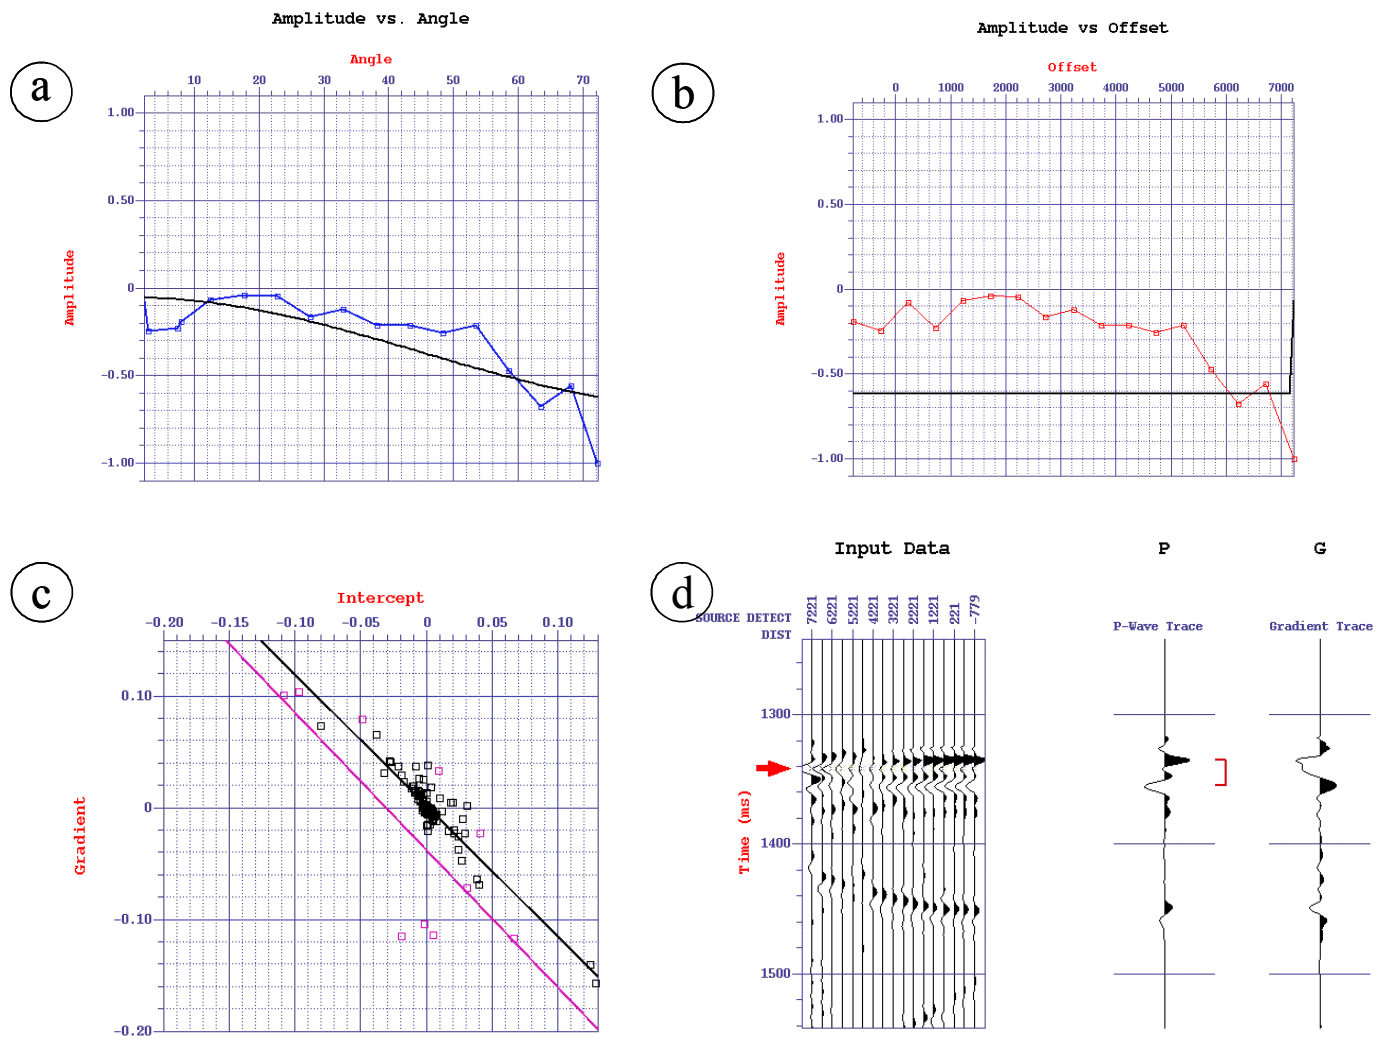 Amplitude vs. Angle
a
Angle
10 20 30 40 50 60 70
1.00
0.50
0
-0.50
-1.00
Amplitude
Amplitude vs Offset
b
Offset
0 1000 2000 3000 4000 5000 6000 7000
1.00
0.50
0
-0.50
-1.00
Amplitude
c
Intercept
-0.20 -0.15 -0.10 -0.05 0 0.05 0.10
0.10
0
-0.10
-0.20
Gradient
d
Input Data
P
G
SOURCE DETECT
DIST
7221 6221 5221 4221 3221 2221 1221 221 -779
P-Wave Trace
Gradient Trace
1300
1400
1500
Time (ms)